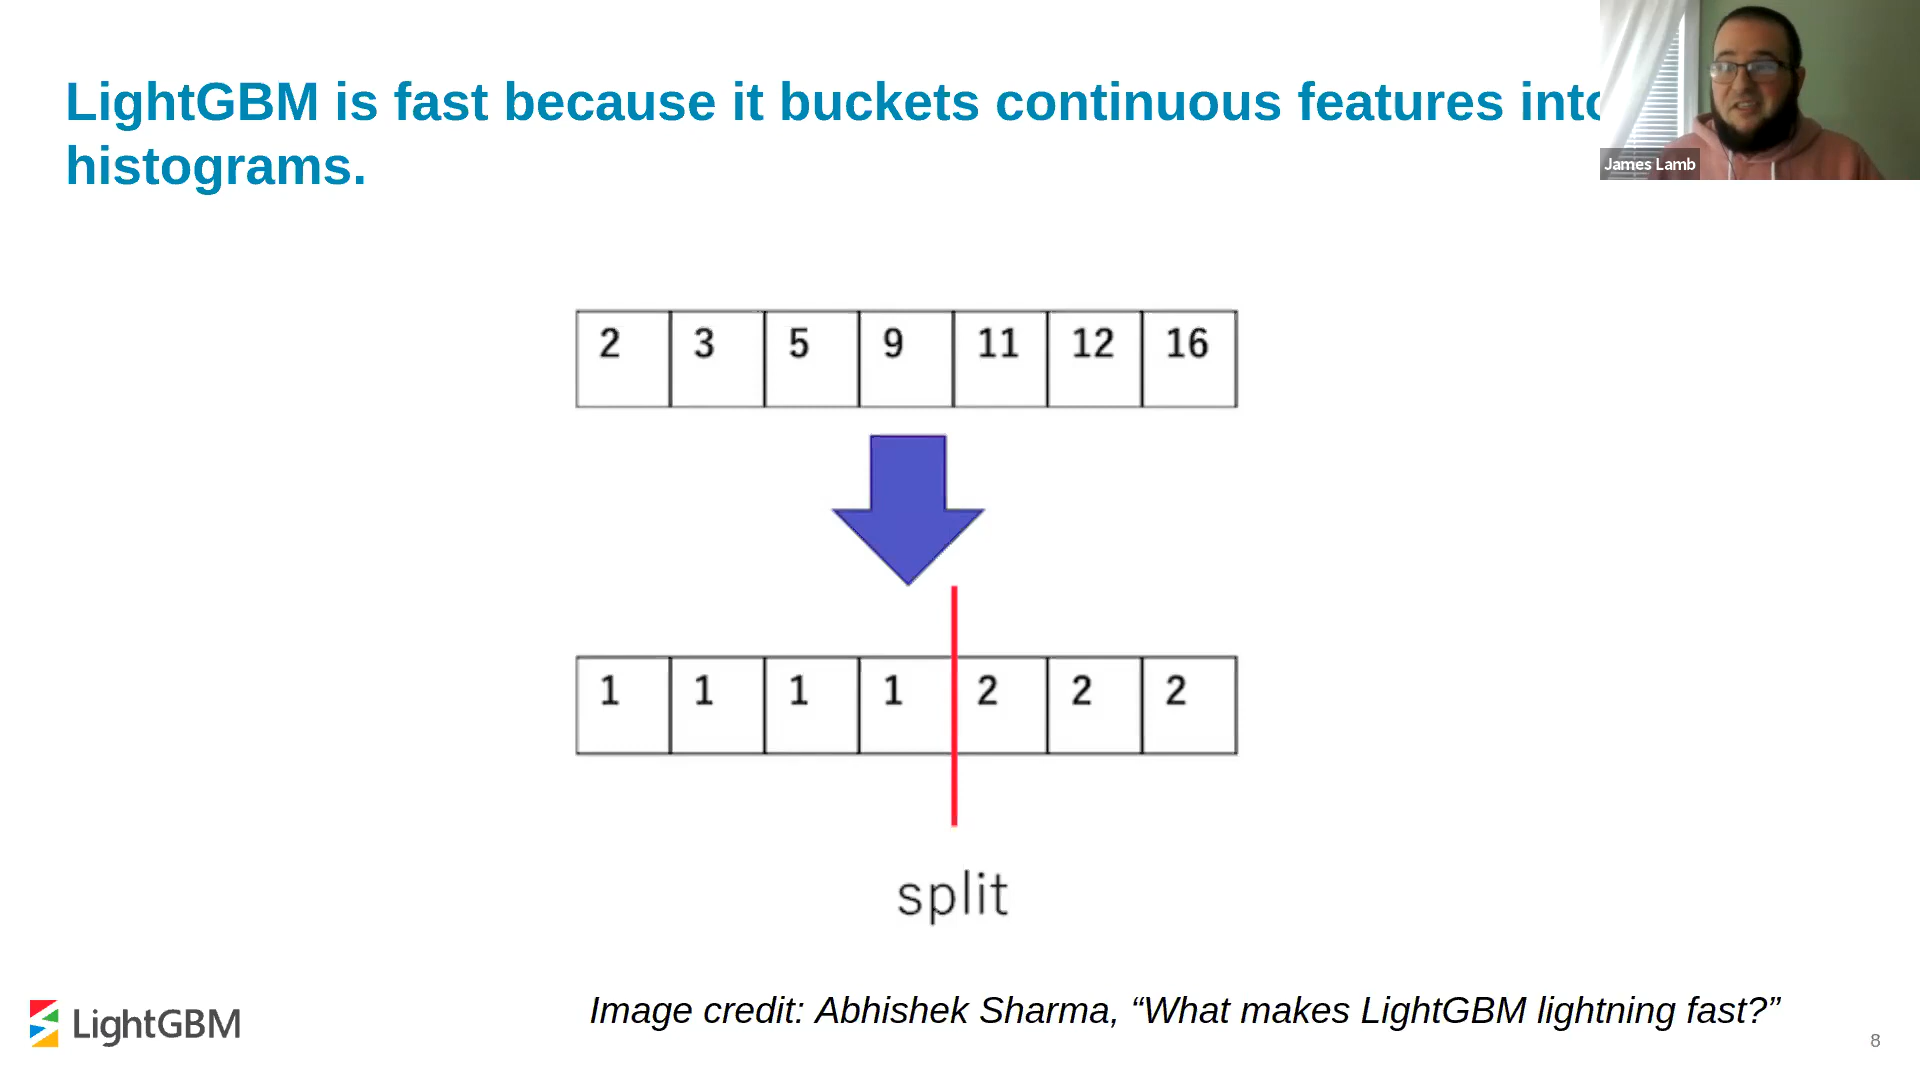 LightGBM is fast because it buckets continuous features into
histograms.
James Lamb
2 3 5 9 11 12 16
1 1 1 1 2 2 2
split
Image credit: Abhishek Sharma, “What makes LightGBM lightning fast?”
LightGBM
8